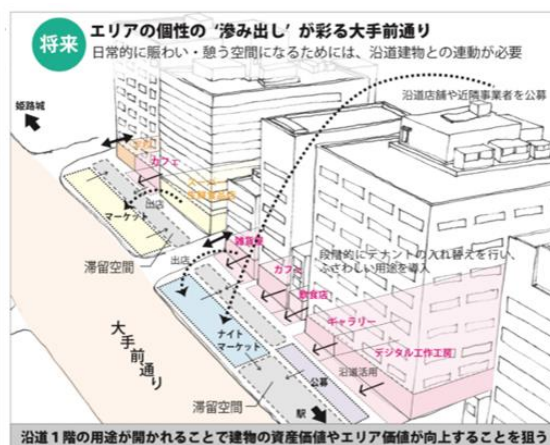 将来
エリアの個性の‘滲み出し’が彩る大手前通り
日常的に賑わい・憩う空間になるためには、沿道建物との連動が必要
沿道店舗や近隣事業者を公募
姫路城
カフェ
出店
マーケット
滞留空間
雑貨屋
出店
段階的にテナントの入れ替えを行い、
ふさわしい用途を導入
カフェ
飲食店
ギャラリー
ナイト
マーケット
デジタル工作工房
沿道活用
公募
大手前通り
滞留空間
駅
沿道1階の用途が開かれることで建物の資産価値やエリア価値が向上することを狙う